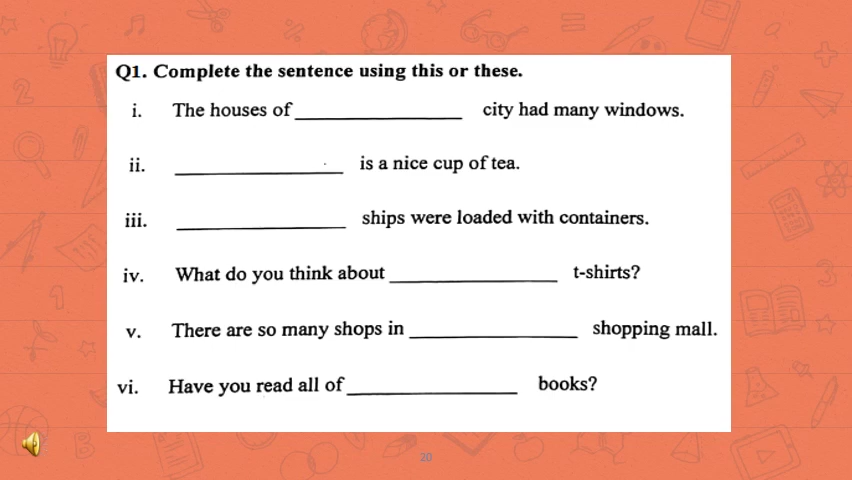 Q1. Complete the sentence using this or these.
i. The houses of ________________ city had many windows.
ii. ________________ is a nice cup of tea.
iii. ________________ ships were loaded with containers.
iv. What do you think about ________________ t-shirts?
v. There are so many shops in ________________ shopping mall.
vi. Have you read all of ________________ books?
20